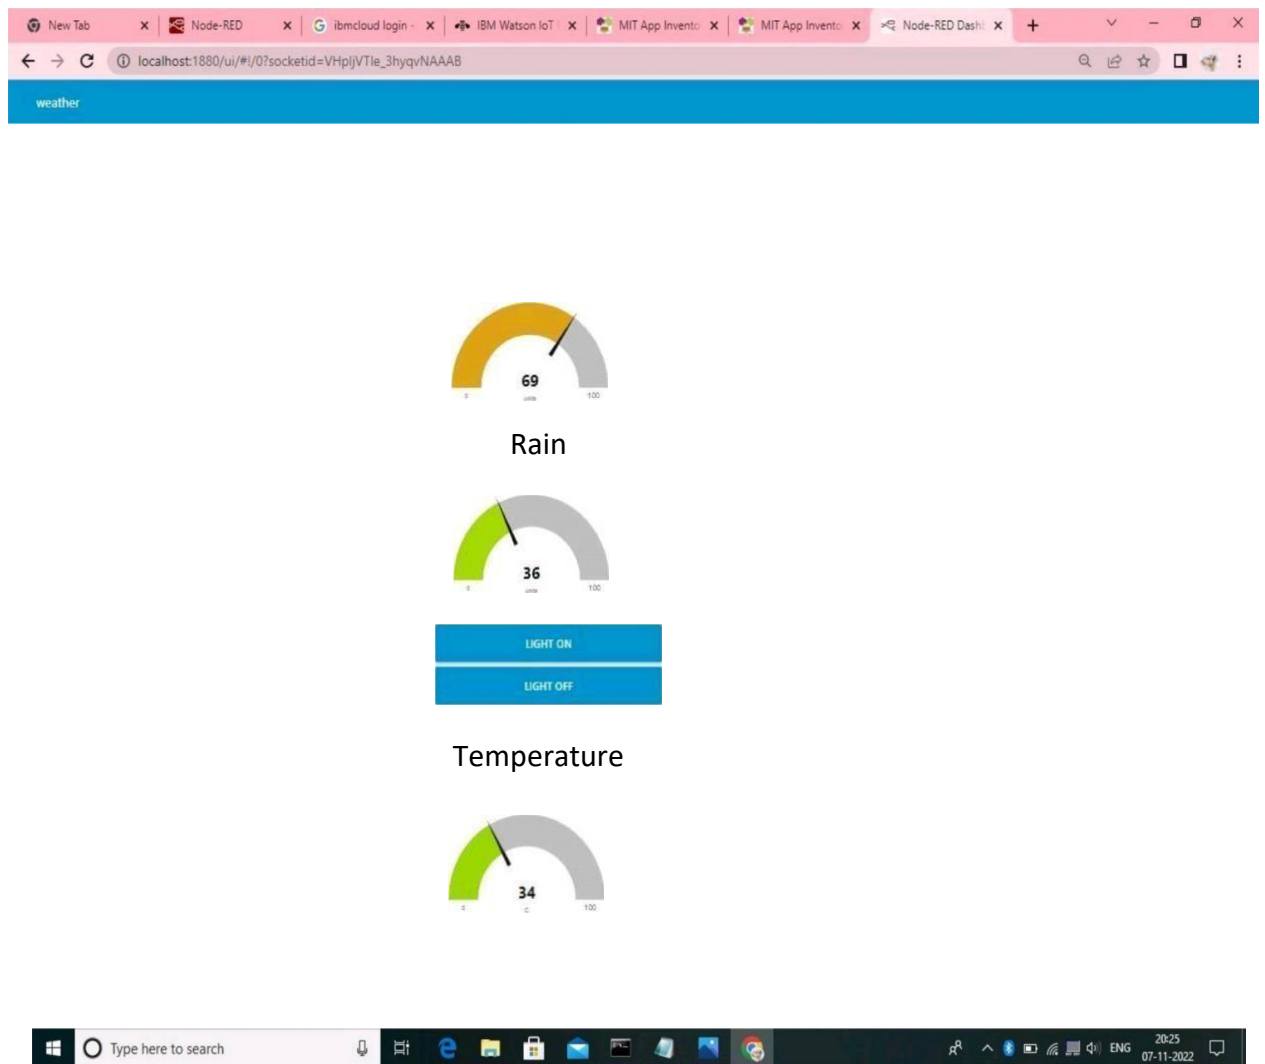 New Tab
Node-RED
ibmcloud login -
IBM Watson IoT
MIT App Invento
MIT App Invento
Node-RED Dash
localhost:1880/ui/#!/0?socketid=VHpljVTle_3hyqvNAAAB
weather
69
units
0 100
Rain
36
units
0 100
LIGHT ON
LIGHT OFF
Temperature
34
0 C 100
Type here to search
ENG
20:25
07-11-2022